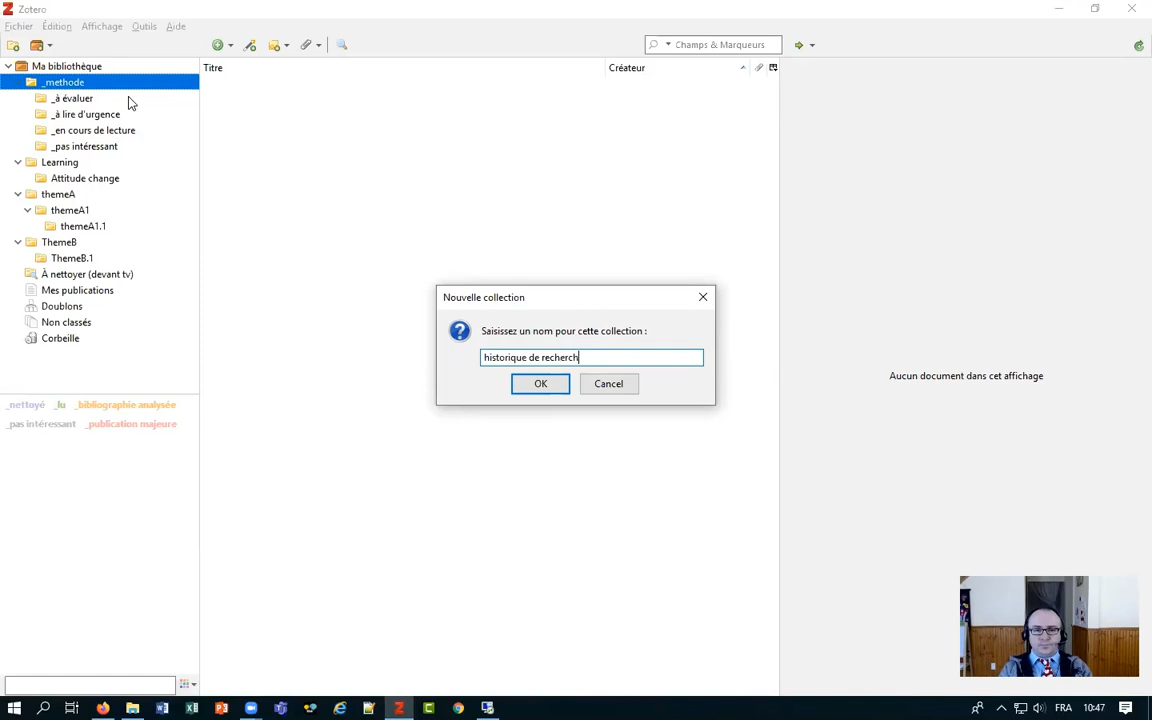 Zotero
Fichier Édition Affichage Outils Aide
Champs & Marqueurs
Ma bibliothèque
_methode
_à évaluer
_à lire d'urgence
_en cours de lecture
_pas intéressant
Learning
Attitude change
themeA
themeA1
themeA1.1
ThemeB
ThemeB.1
À nettoyer (devant tv)
Mes publications
Doublons
Non classés
Corbeille
_nettoyé _lu _bibliographie analysée
_pas intéressant _publication majeure
Titre Créateur
Nouvelle collection
Saisissez un nom pour cette collection :
historique de recherch
OK Cancel
Aucun document dans cet affichage
FRA 10:47